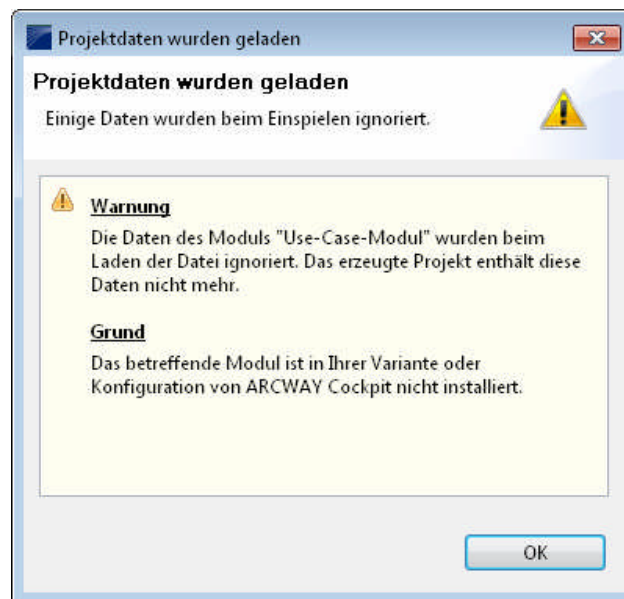 Projektdaten wurden geladen
Projektdaten wurden geladen
Einige Daten wurden beim Einspielen ignoriert.
Warnung
Die Daten des Moduls "Use-Case-Modul" wurden beim
Laden der Datei ignoriert. Das erzeugte Projekt enthält diese
Daten nicht mehr.
Grund
Das betreffende Modul ist in Ihrer Variante oder
Konfiguration von ARCWAY Cockpit nicht installiert.
OK